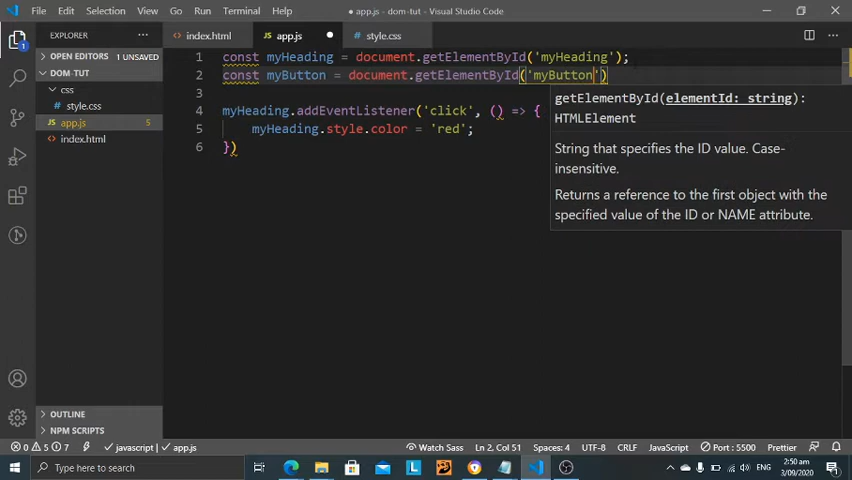 File Edit Selection View Go Run Terminal Help
● app.js - dom-tut - Visual Studio Code
EXPLORER
index.html
JS app.js
style.css
OPEN EDITORS 1 UNSAVED
DOM-TUT
css
style.css
app.js 5
index.html
OUTLINE
NPM SCRIPTS
1
1 const myHeading = document.getElementById('myHeading');
2 const myButton = document.getElementById('myButton')
3
4 myHeading.addEventListener('click', () => {
5 myHeading.style.color = 'red';
6 })
getElementById(elementId: string):
HTMLElement
String that specifies the ID value. Case-
insensitive.
Returns a reference to the first object with the
specified value of the ID or NAME attribute.
0 5 7 javascript app.js Watch Sass Ln 2, Col 51 Spaces: 4 UTF-8 CRLF JavaScript Port : 5500 Prettier
Type here to search
L
ENG
2:50 am
3/09/2020